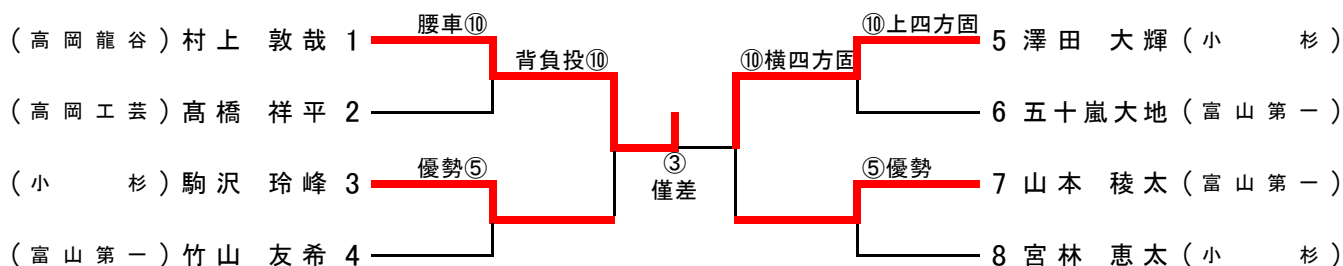 腰車⑩
⑩上四方固
(高岡龍谷)村上 敦哉 1
5 澤田 大輝(小 杉)
背負投⑩
⑩横四方固
(高岡工芸)髙橋 祥平 2
6 五十嵐大地(富山第一)
優勢⑤
③
僅差
⑤優勢
(小 杉)駒沢 玲峰 3
7 山本 稜太(富山第一)
(富山第一)竹山 友希 4
8 宮林 恵太(小 杉)